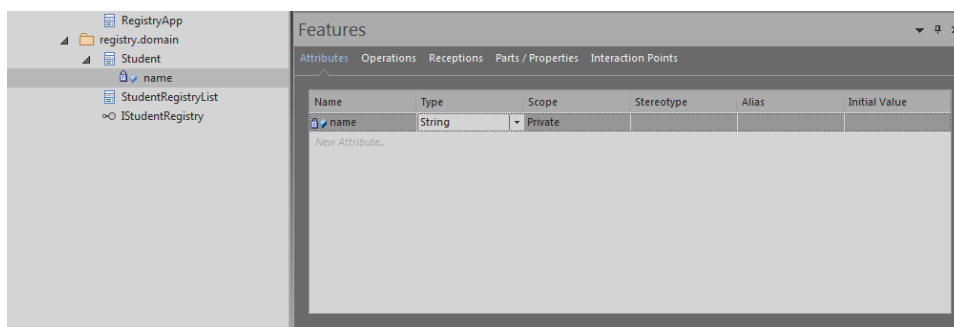 RegistryApp
registry.domain
Student
name
StudentRegistryList
IStudentRegistry
Features
Attributes Operations Receptions Parts / Properties Interaction Points
Name Type Scope Stereotype Alias Initial Value
name String Private
New Attribute...